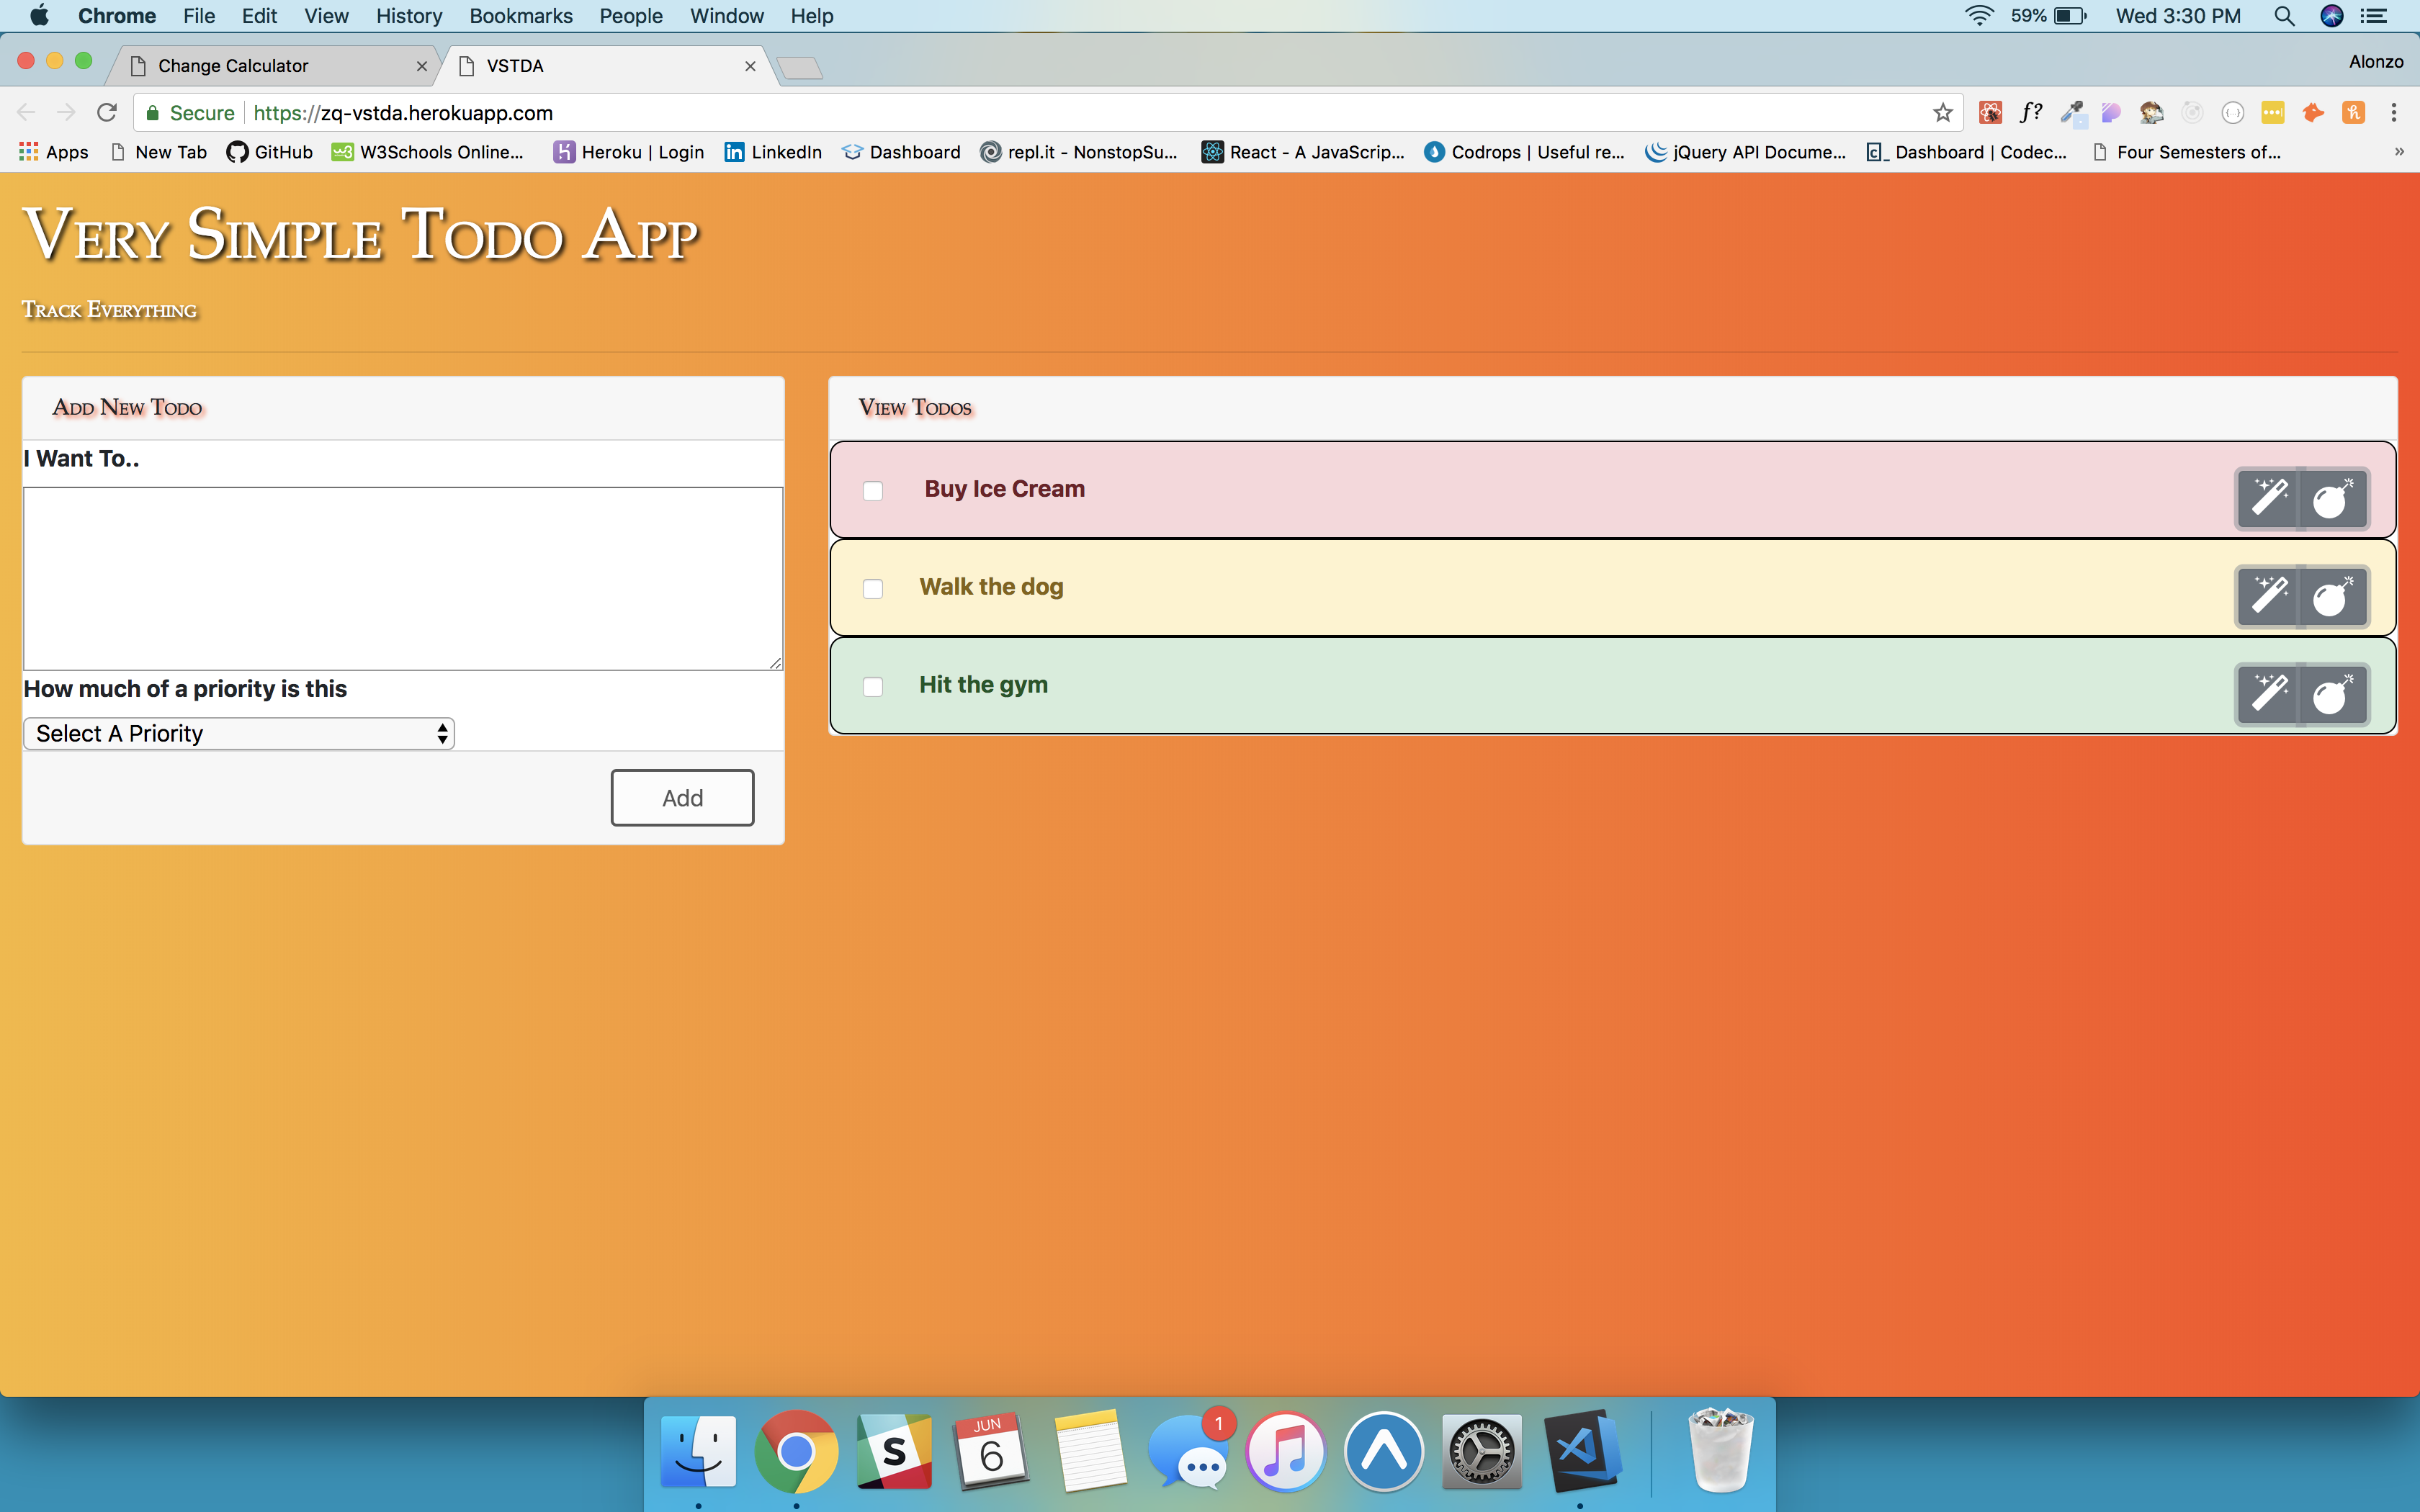 Chrome File Edit View History Bookmarks People Window Help 59% Wed 3:30 PM
Change Calculator VSTDA Alonzo
Secure https://zq-vstda.herokuapp.com f?
Apps New Tab GitHub W3Schools Online... Heroku | Login LinkedIn Dashboard repl.it - NonstopSu... React - A JavaScrip... Codrops | Useful re... jQuery API Docume... Dashboard | Codec... Four Semesters of... »
Very Simple Todo App
Track Everything
Add New Todo
I Want To..
How much of a priority is this
Select A Priority
Add
View Todos
Buy Ice Cream
Walk the dog
Hit the gym
JUN
6
S
1